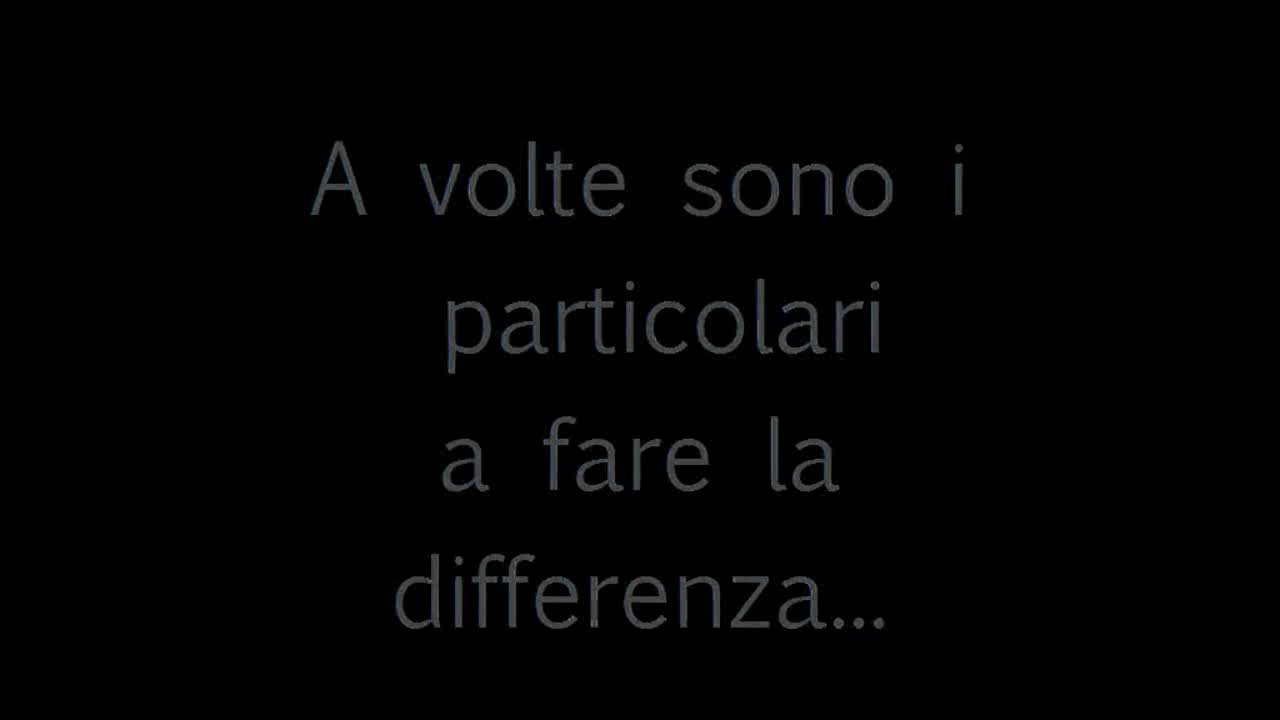 A volte sono i
particolari
a fare la
differenza...